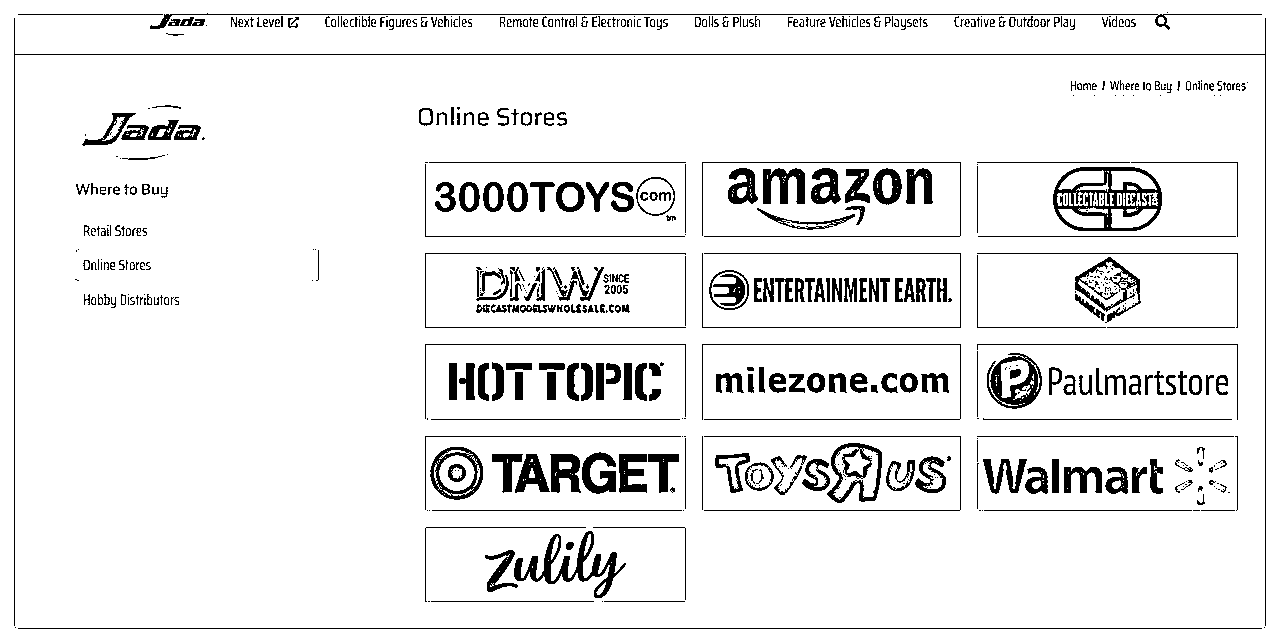 Jada.
Next Level
Collectible Figures & Vehicles
Remote Control & Electronic Toys
Dolls & Plush
Feature Vehicles & Playsets
Creative & Outdoor Play
Videos
Home / Where to Buy / Online Stores
Jada.
Where to Buy
Retail Stores
Online Stores
Hobby Distributors
Online Stores
3000TOYS com tm
amazon
COLLECTABLE DIECAST
DMW SINCE 2005
DIECASTMODELSWHOLESALE.COM
ENTERTAINMENT EARTH.
HOT TOPIC
milezone.com
P Paulmartstore
TARGET.
TOYSRUS
Walmart
zulily